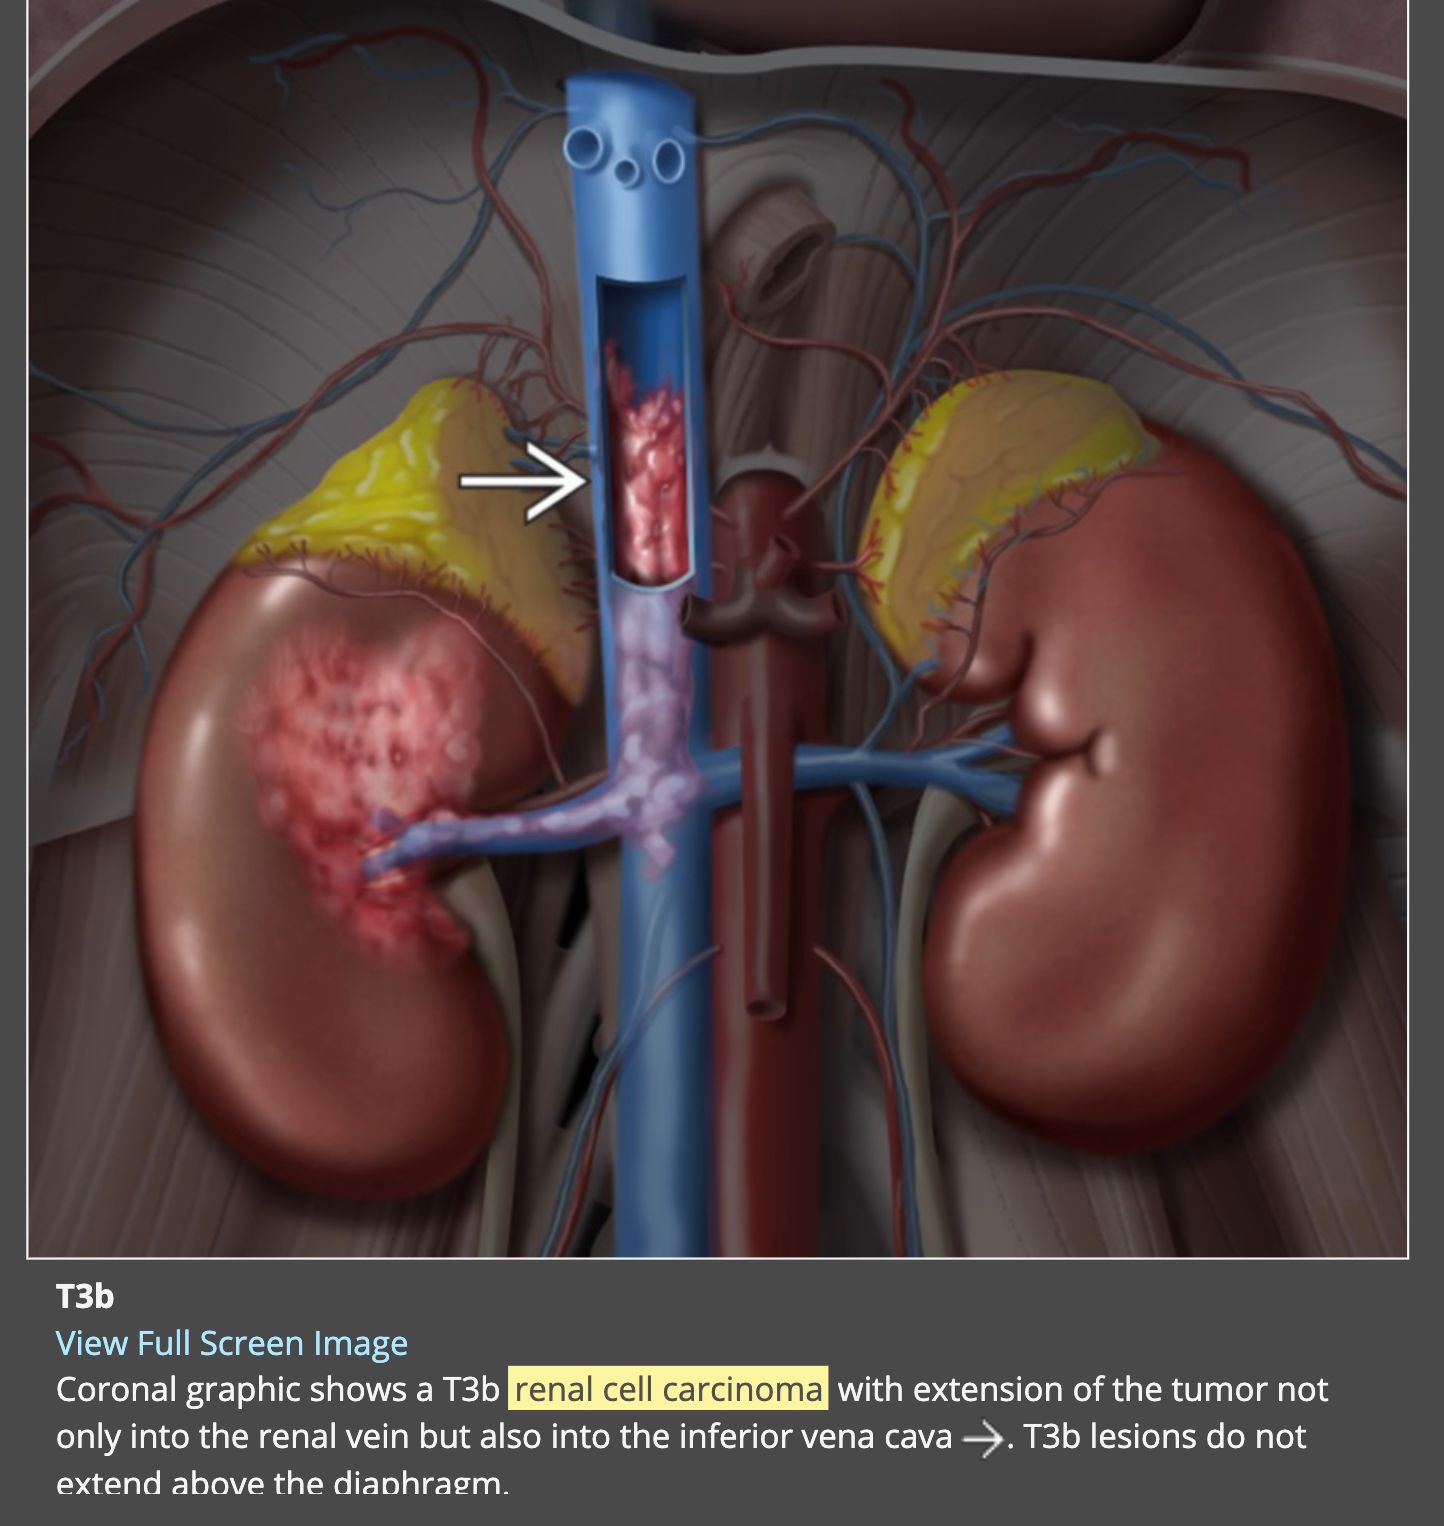 T3b
View Full Screen Image
Coronal graphic shows a T3b renal cell carcinoma with extension of the tumor not
only into the renal vein but also into the inferior vena cava →. T3b lesions do not
extend above the diaphragm.